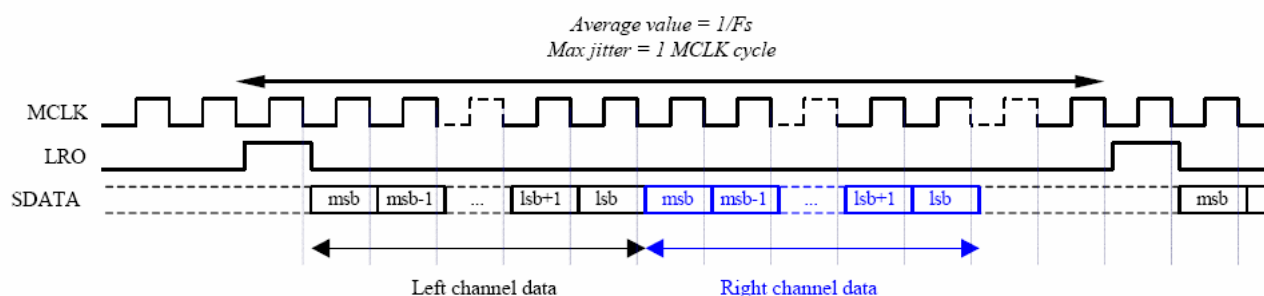 Average value = 1/Fs
Max jitter = 1 MCLK cycle
MCLK
LRO
SDATA msb msb-1 ... lsb+1 lsb msb msb-1 ... lsb+1 lsb msb
Left channel data Right channel data